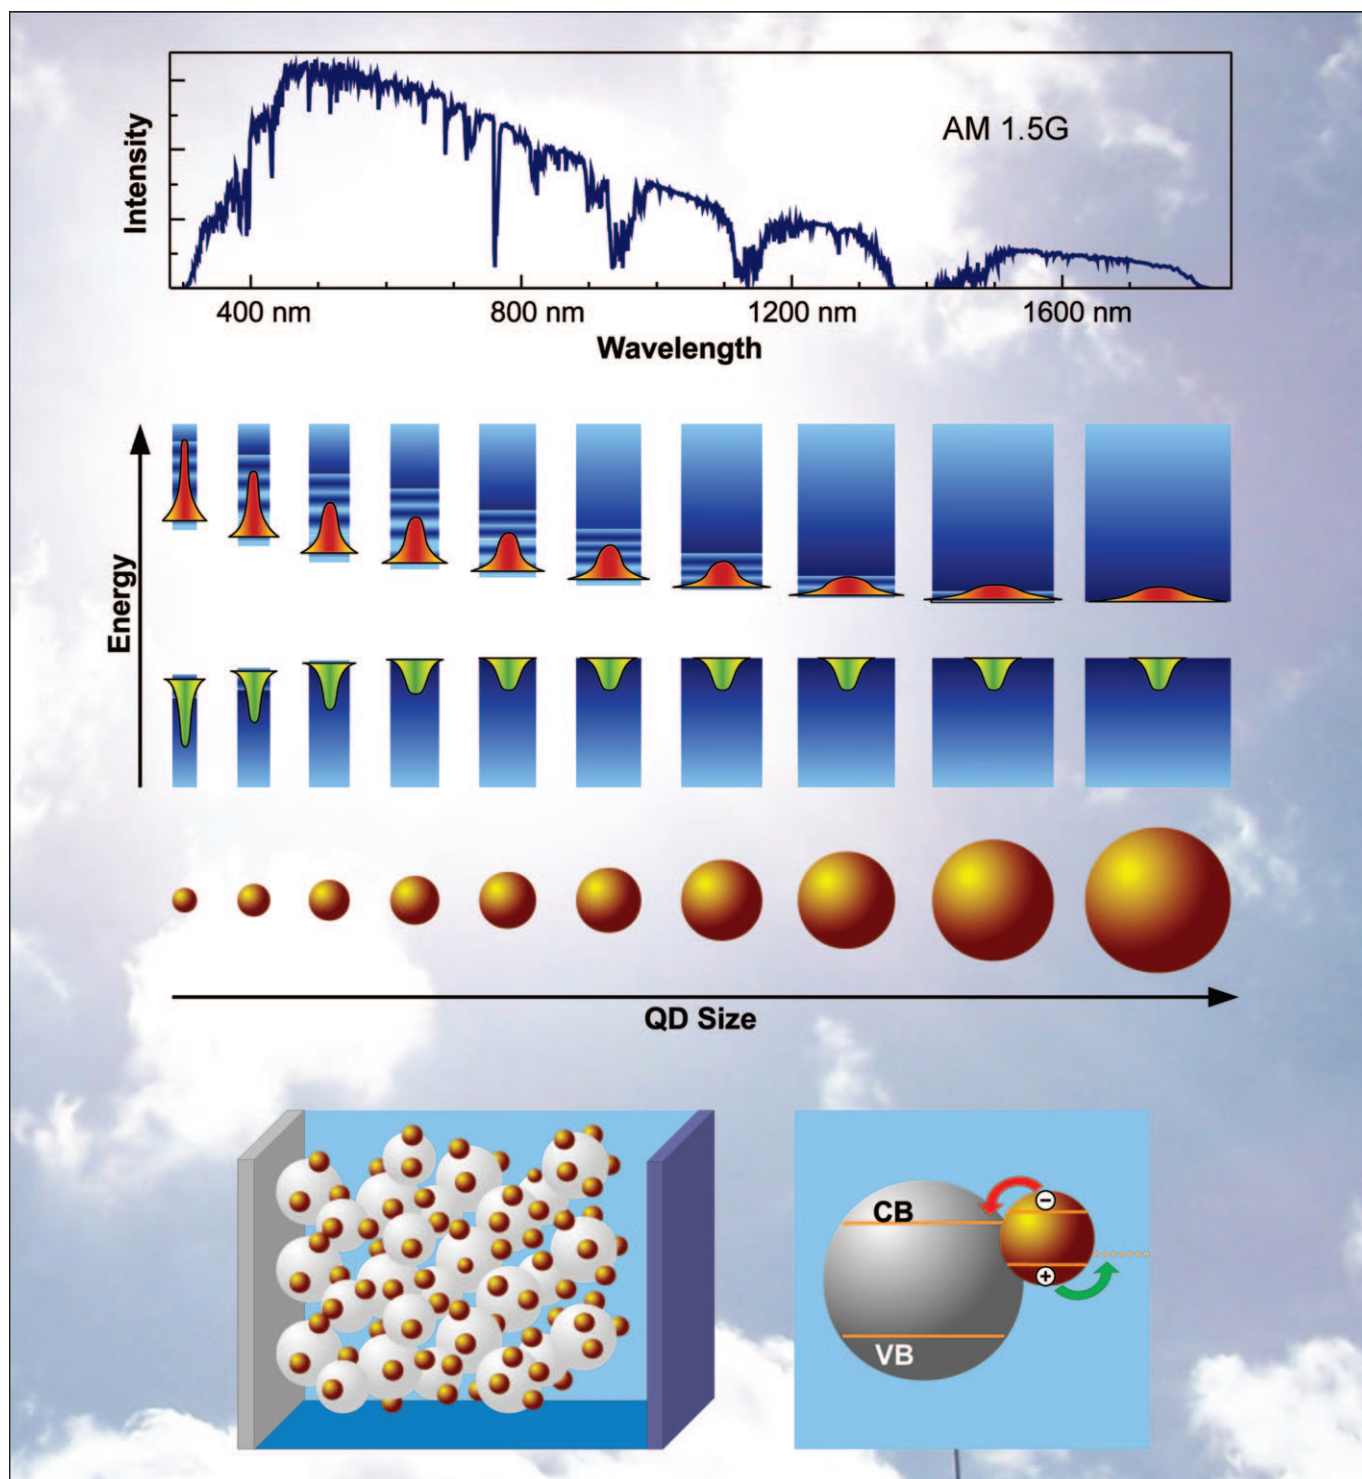 Intensity
AM 1.5G
400 nm 800 nm 1200 nm 1600 nm
Wavelength
Energy
QD Size
CB
−
+
VB